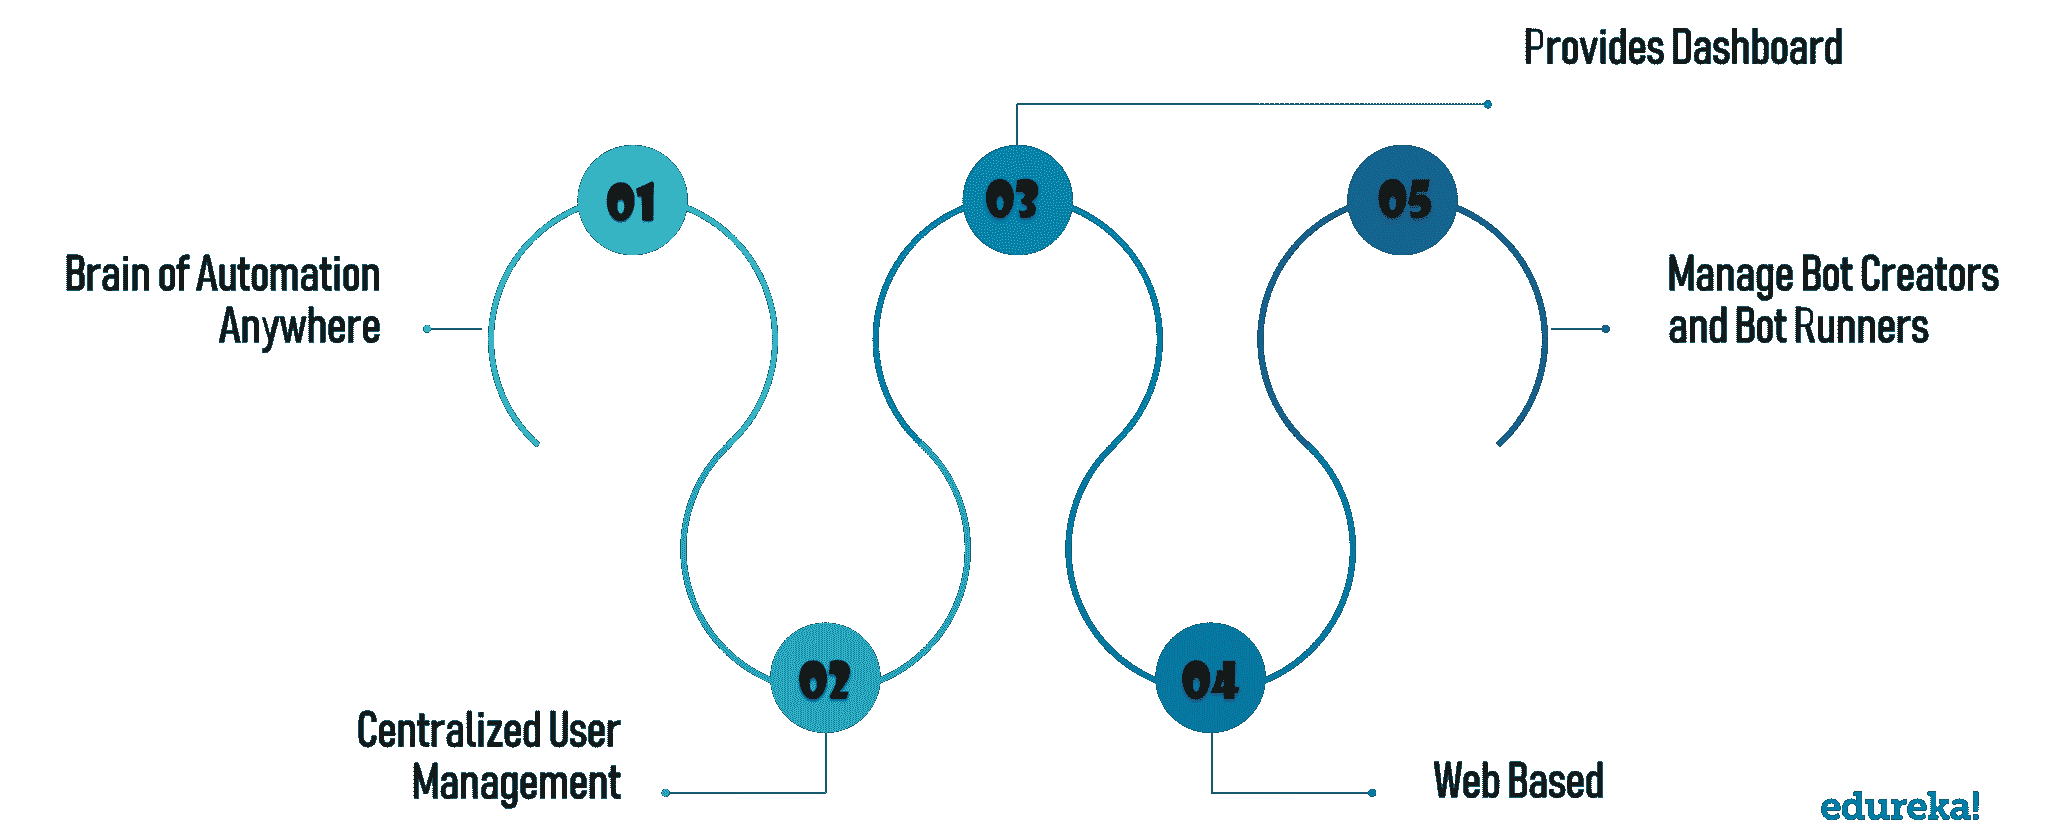 Provides Dashboard
01
03
05
Brain of Automation
Anywhere
Manage Bot Creators
and Bot Runners
02
04
Centralized User
Management
Web Based
edureka!